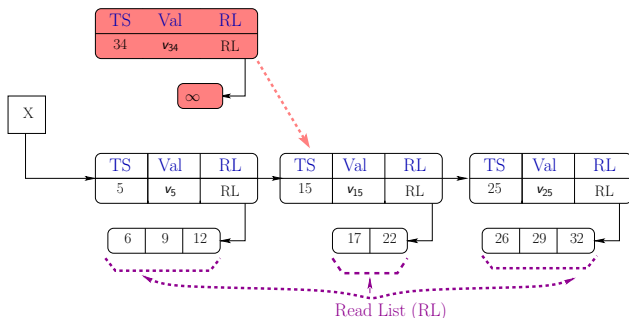 TS Val RL
34 v34 RL
∞
X
TS Val RL TS Val RL TS Val RL
5 v5 RL 15 v15 RL 25 v25 RL
6 9 12 17 22 26 29 32
Read List (RL)